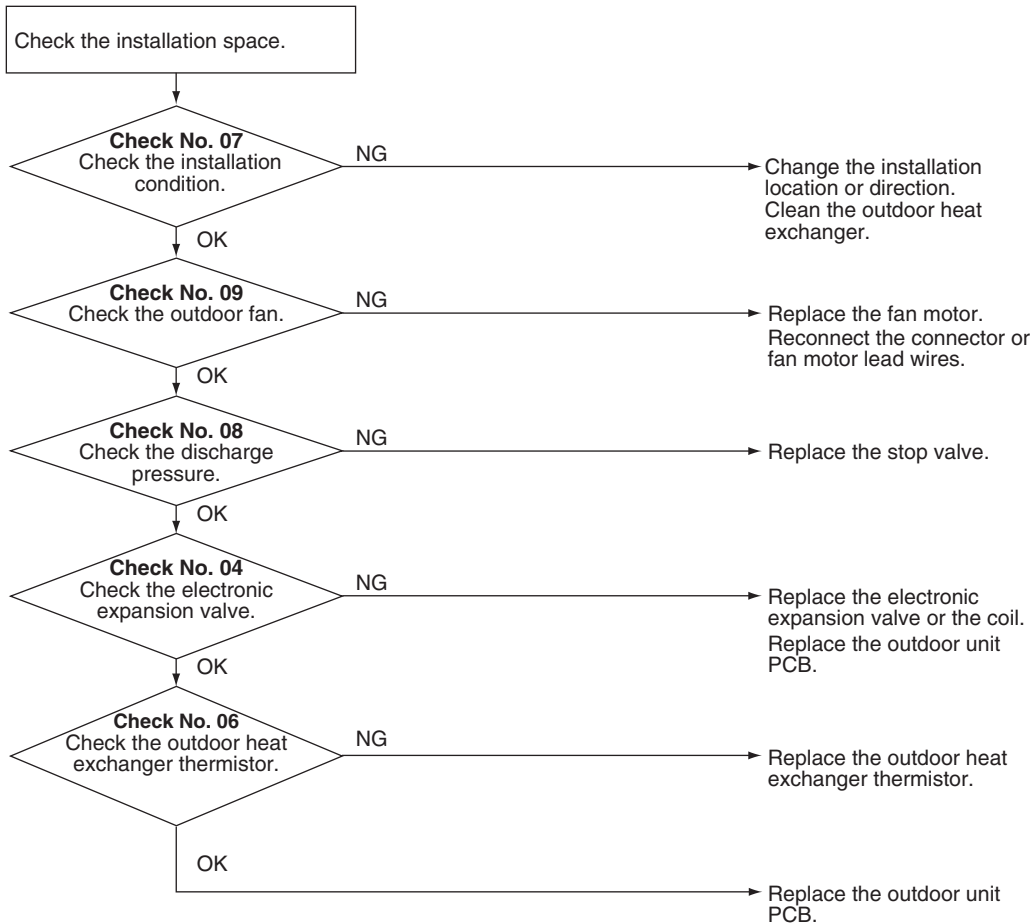 Check the installation space.
Check No. 07
Check the installation
condition.
NG
Change the installation
location or direction.
Clean the outdoor heat
exchanger.
OK
Check No. 09
Check the outdoor fan.
NG
Replace the fan motor.
Reconnect the connector or
fan motor lead wires.
OK
Check No. 08
Check the discharge
pressure.
NG
Replace the stop valve.
OK
Check No. 04
Check the electronic
expansion valve.
NG
Replace the electronic
expansion valve or the coil.
Replace the outdoor unit
PCB.
OK
Check No. 06
Check the outdoor heat
exchanger thermistor.
NG
Replace the outdoor heat
exchanger thermistor.
OK
Replace the outdoor unit
PCB.